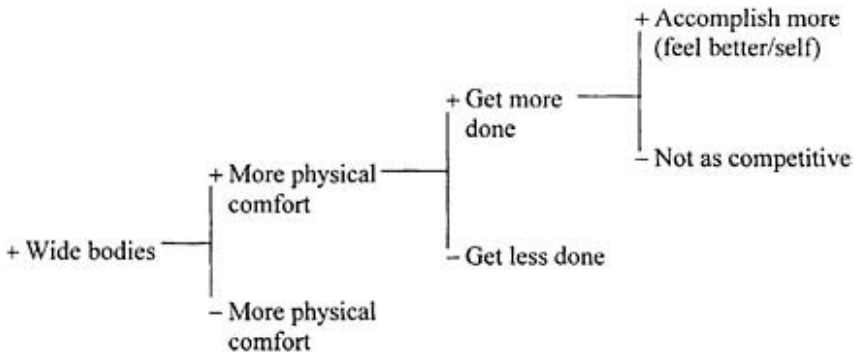 + Accomplish more
(feel better/self)
+ Get more
done
− Not as competitive
+ More physical
comfort
+ Wide bodies
− Get less done
− More physical
comfort